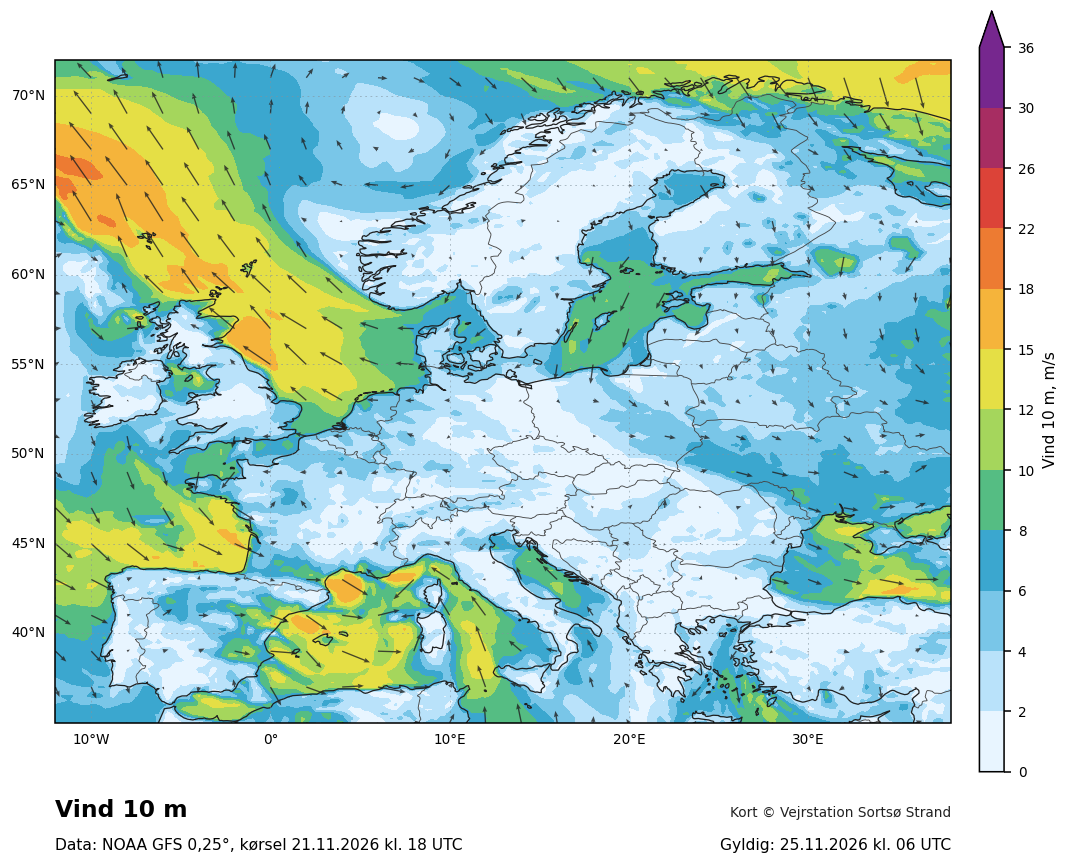 36
30
26
22
18
15
12
10
8
6
4
2
0
Vind 10 m, m/s
70°N
65°N
60°N
55°N
50°N
45°N
40°N
10°W
0°
10°E
20°E
30°E
Vind 10 m
Kort © Vejrstation Sortsø Strand
Data: NOAA GFS 0,25°, kørsel 21.11.2026 kl. 18 UTC
Gyldig: 25.11.2026 kl. 06 UTC